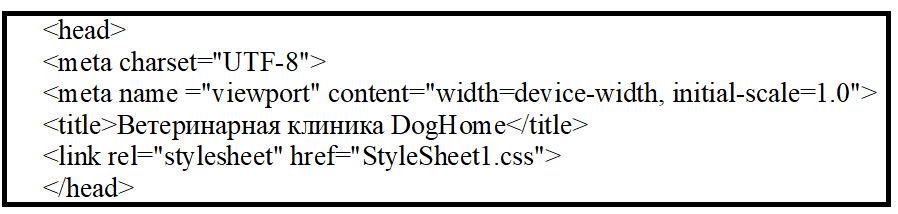 <head>
<meta charset="UTF-8">
<meta name ="viewport" content="width=device-width, initial-scale=1.0">
<title>Ветеринарная клиника DogHome</title>
<link rel="stylesheet" href="StyleSheet1.css">
</head>